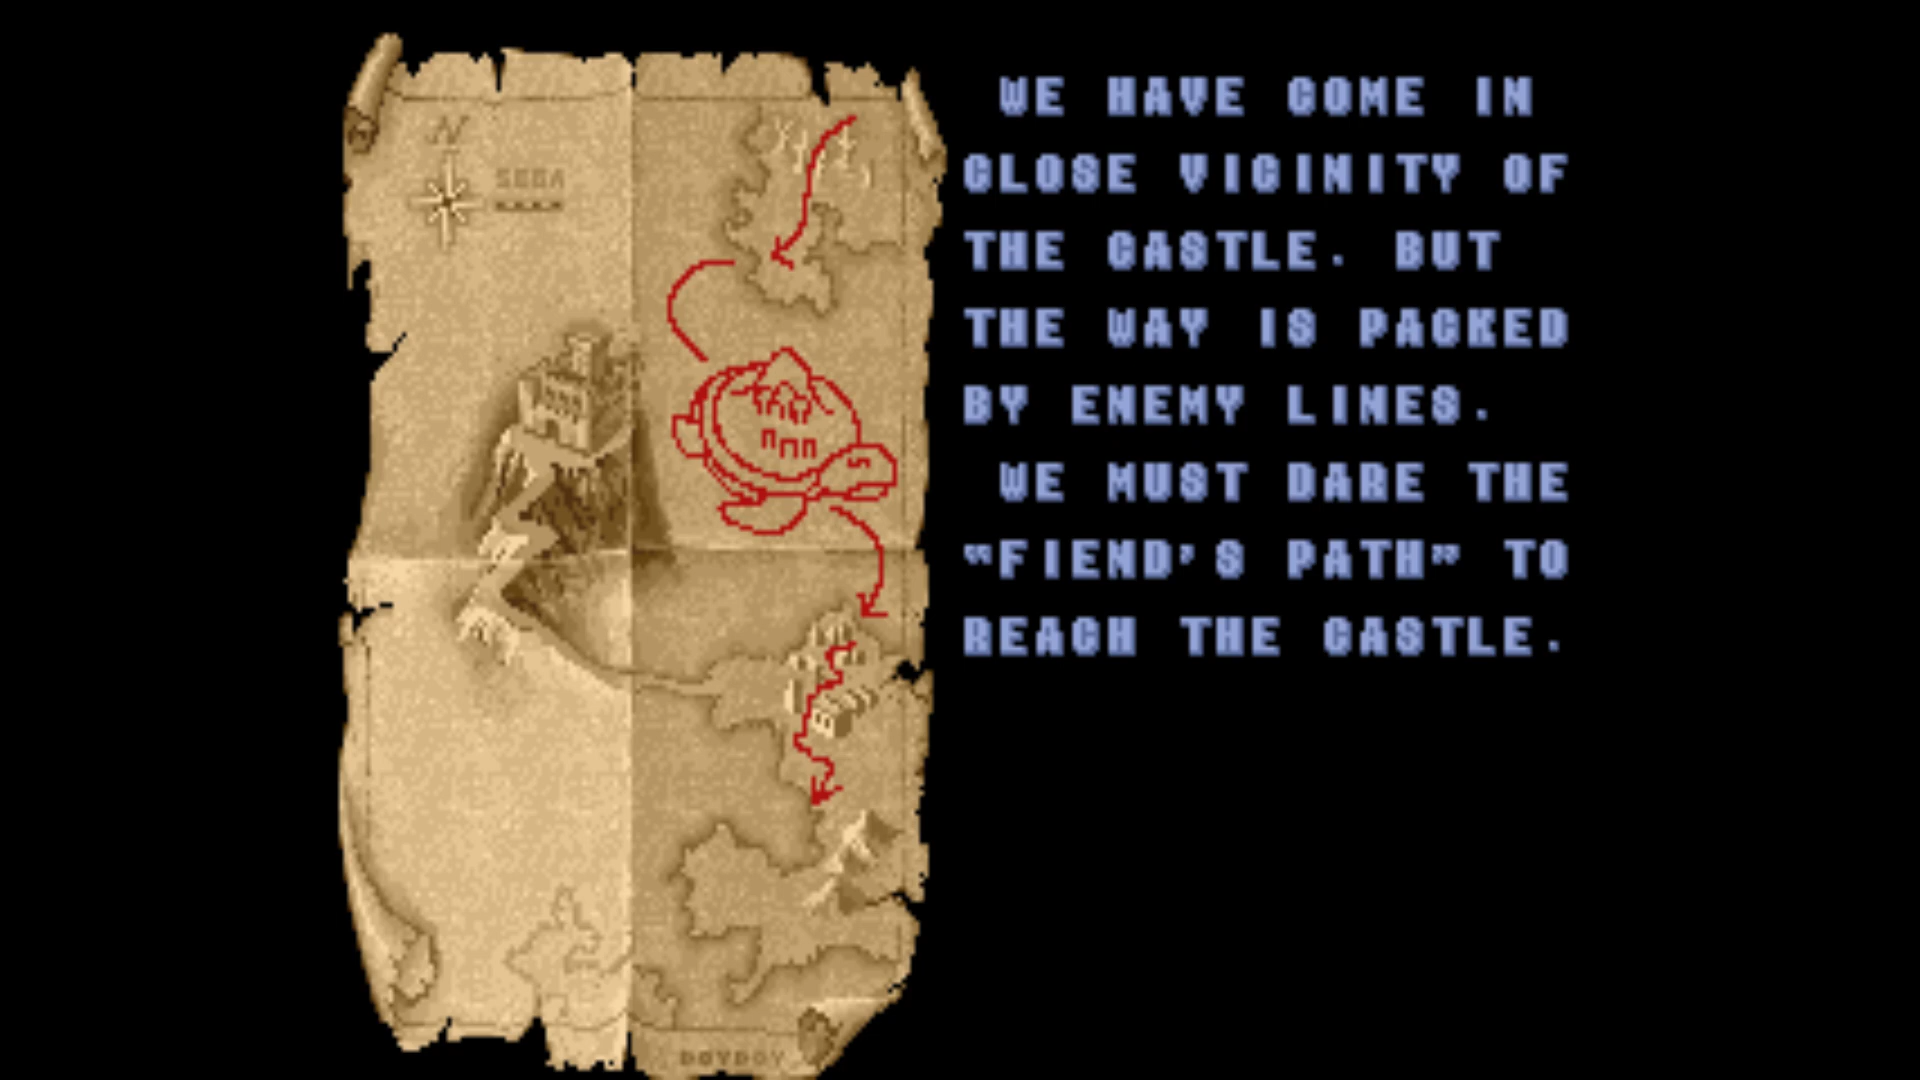 N
SEGA
WE HAVE COME IN
CLOSE VICINITY OF
THE CASTLE. BUT
THE WAY IS PACKED
BY ENEMY LINES.
WE MUST DARE THE
“FIEND’S PATH” TO
REACH THE CASTLE.